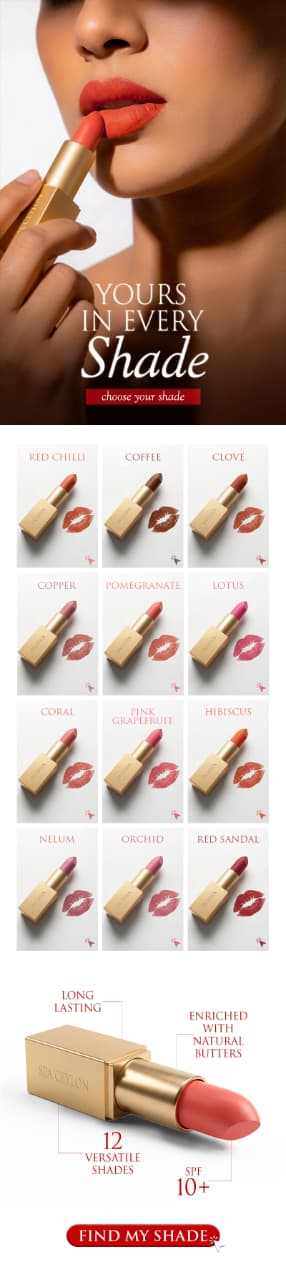 YOURS
IN EVERY
Shade
choose your shade
RED CHILLI
COFFEE
CLOVE
COPPER
POMEGRANATE
LOTUS
CORAL
PINK
GRAPEFRUIT
HIBISCUS
NELUM
ORCHID
RED SANDAL
LONG
LASTING
ENRICHED
WITH
NATURAL
BUTTERS
SPA CEYLON
12
VERSATILE
SHADES
SPF
10+
FIND MY SHADE